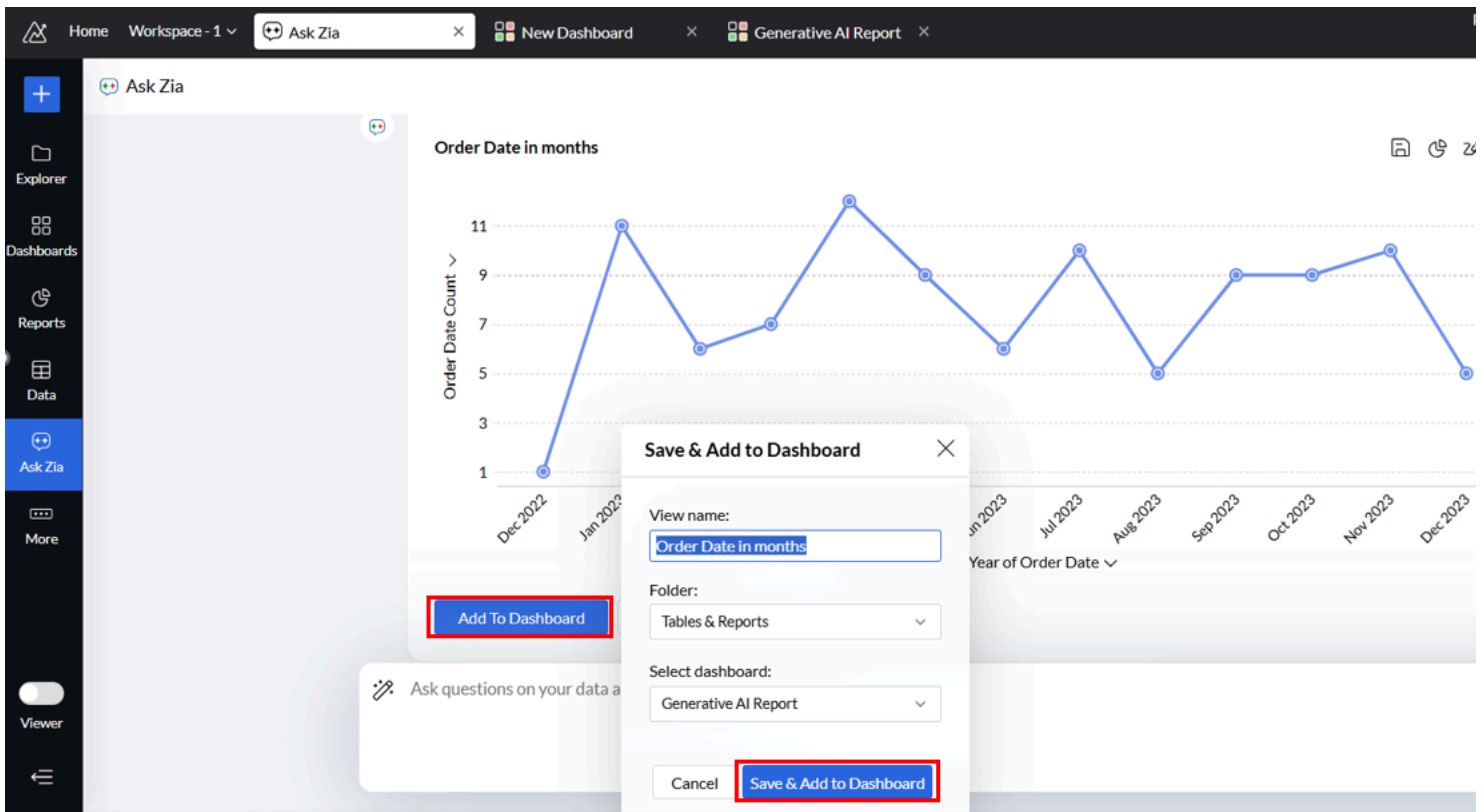 Home Workspace - 1 Ask Zia New Dashboard Generative AI Report
Ask Zia
Explorer
Dashboards
Reports
Data
Ask Zia
More
Viewer
Order Date in months
Order Date Count
11
9
7
5
3
1
Dec 2022
Jan 2023
Jul 2023
Aug 2023
Sep 2023
Oct 2023
Nov 2023
Dec 2023
Year of Order Date
Add To Dashboard
Ask questions on your data a
Save & Add to Dashboard
View name:
Order Date in months
Folder:
Tables & Reports
Select dashboard:
Generative AI Report
Cancel Save & Add to Dashboard